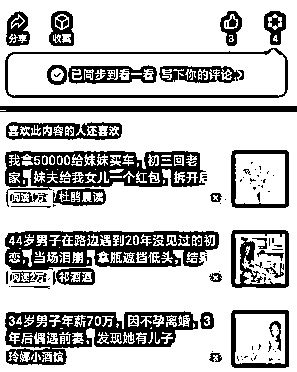 分享 收藏 3 4
已同步到看一看 写下你的评论
喜欢此内容的人还喜欢
我拿50000给妹妹买车,初三回老
家,妹夫给我女儿一个红包,拆开后
阅读1万 杜鹃晨读
44岁男子在路边遇到20年没见过的初
恋,当场泪崩,拿瓶遮挡低头,结
阅读2万 祁酒酒
34岁男子年薪70万,因不孕离婚,3
年后偶遇前妻,发现她有儿子
玲娜小酒馆